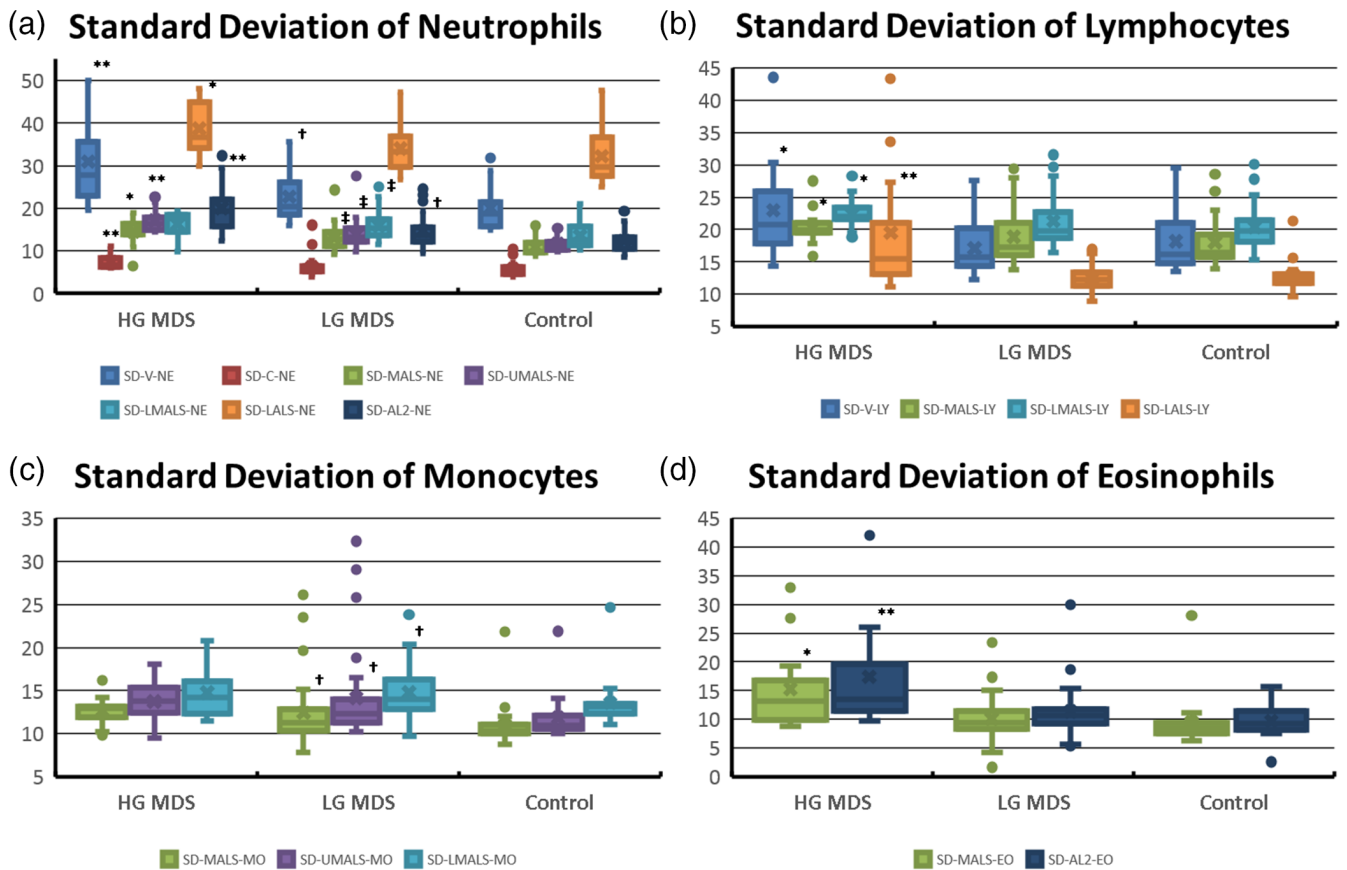 (a) Standard Deviation of Neutrophils
50
40
30
20
10
0
** * ** * ** ** † ‡ ‡ ‡ †
HG MDS LG MDS Control
SD-V-NE SD-C-NE SD-MALS-NE SD-UMALS-NE
SD-LMALS-NE SD-LALS-NE SD-AL2-NE
(b) Standard Deviation of Lymphocytes
45
40
35
30
25
20
15
10
5
* * * **
HG MDS LG MDS Control
SD-V-LY SD-MALS-LY SD-LMALS-LY SD-LALS-LY
(c) Standard Deviation of Monocytes
35
30
25
20
15
10
5
† † †
HG MDS LG MDS Control
SD-MALS-MO SD-UMALS-MO SD-LMALS-MO
(d) Standard Deviation of Eosinophils
45
40
35
30
25
20
15
10
5
0
* **
HG MDS LG MDS Control
SD-MALS-EO SD-AL2-EO